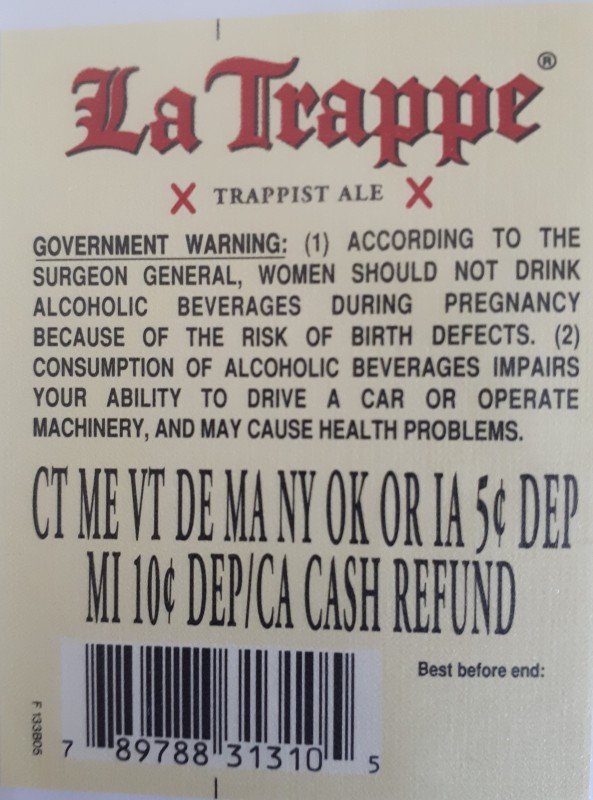 La Trappe®
X TRAPPIST ALE X
GOVERNMENT WARNING: (1) ACCORDING TO THE
SURGEON GENERAL, WOMEN SHOULD NOT DRINK
ALCOHOLIC BEVERAGES DURING PREGNANCY
BECAUSE OF THE RISK OF BIRTH DEFECTS. (2)
CONSUMPTION OF ALCOHOLIC BEVERAGES IMPAIRS
YOUR ABILITY TO DRIVE A CAR OR OPERATE
MACHINERY, AND MAY CAUSE HEALTH PROBLEMS.
CT ME VT DE MA NY OK OR IA 5¢ DEP
MI 10¢ DEP/CA CASH REFUND
Best before end:
F 133B05
7 89788 31310 5